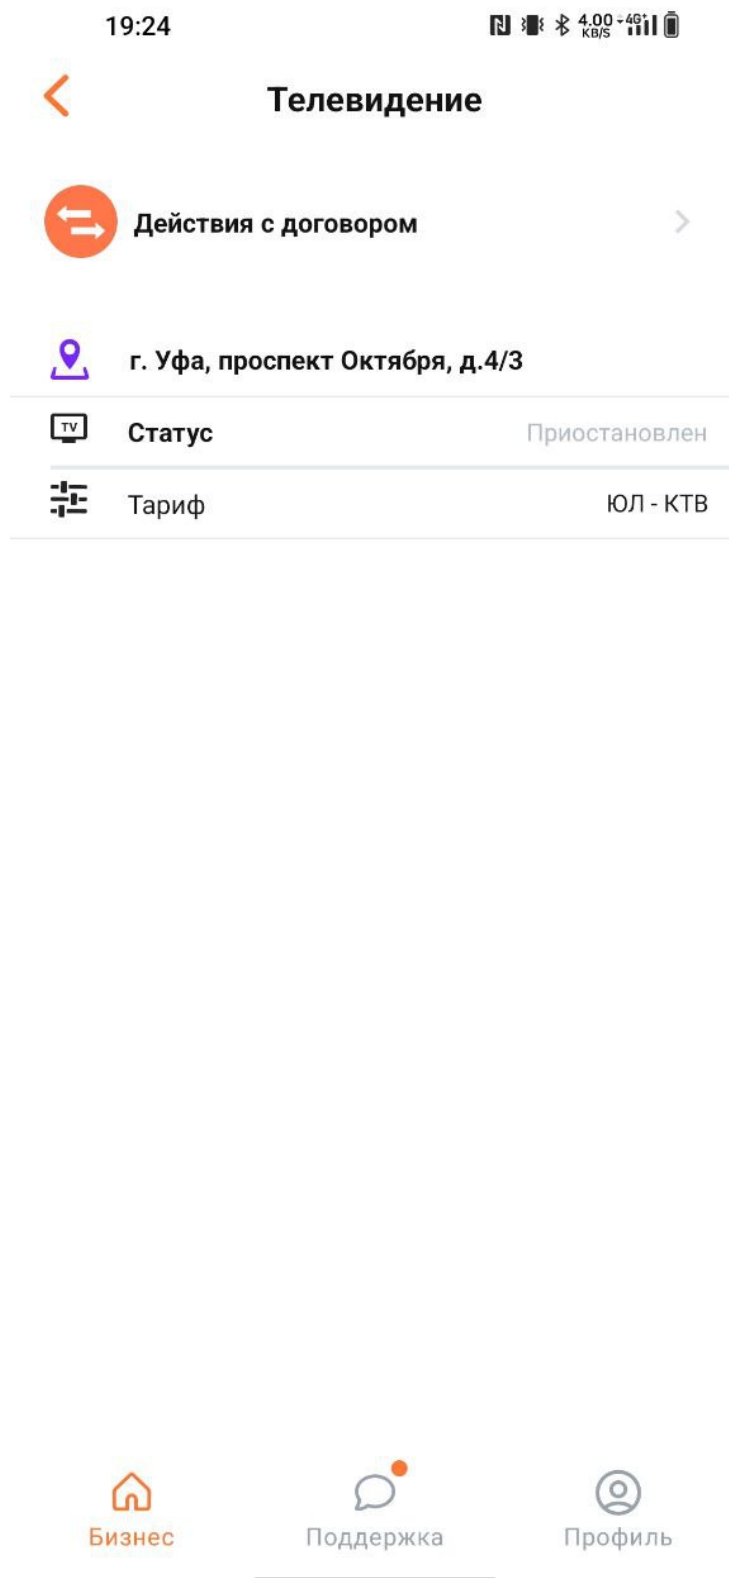 19:24
4.00 KB/S 4G+
Телевидение
Действия с договором
г. Уфа, проспект Октября, д.4/3
TV
Статус
Приостановлен
Тариф
ЮЛ - КТВ
Бизнес
Поддержка
Профиль